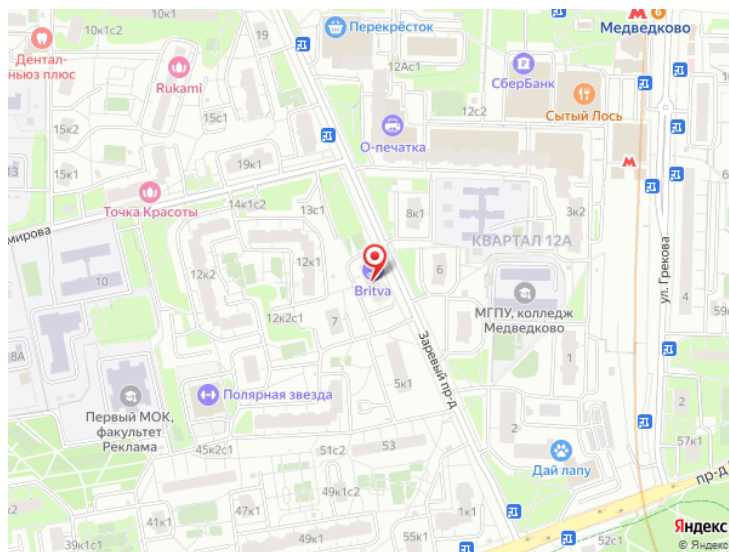 10к1с2
10к1
19
Перекрёсток
Медведково
Дентал-
ньюз плюс
12Ас1
СберБанк
Rukami
Сытый Лось
12с2
15к2
15с1
О-печатка
13
15к1
19к1
Точка Красоты
14к1с2
13с1
8к1
3к2
КВАРТАЛ 12А
мирова
ул. Грекова
12к1
6
10
12к2
Britva
4
МГПУ, колледж
Медведково
59к
12к2с1
7
Заревый пр-д
8А
1
5к1
Полярная звезда
2
Первый МОК,
факультет
Реклама
2
57к1
53
45к2с1
51с2
Дай лапу
пр-д
49к1с2
47к1
1к1
41к1
Яндекс
55к1
49к1
52с1
39к1с1
© Яндекс